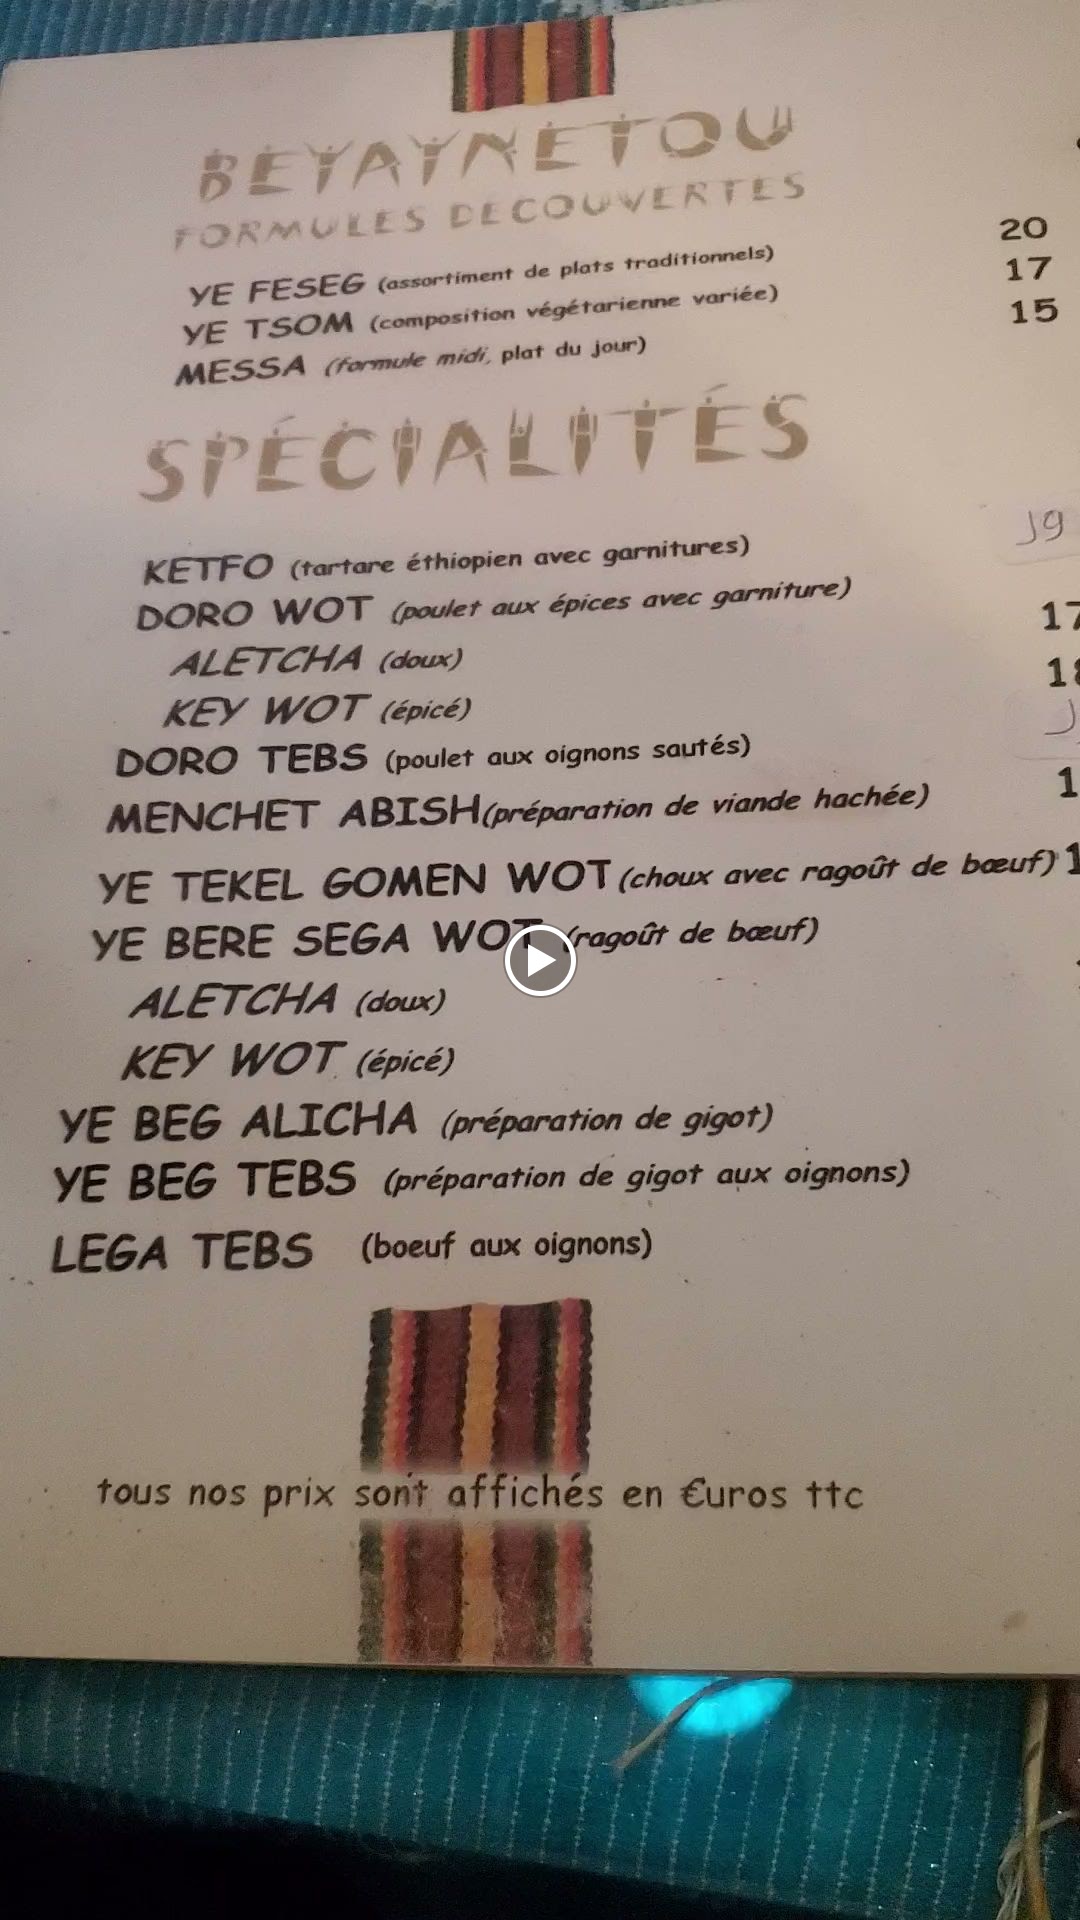 BEYAYNETOU
FORMULES DECOUVERTES
YE FESEG (assortiment de plats traditionnels) 20
YE TSOM (composition végétarienne variée) 17
MESSA (formule midi, plat du jour) 15
SPÉCIALITÉS
KETFO (tartare éthiopien avec garnitures) 19
DORO WOT (poulet aux épices avec garniture)
ALETCHA (doux) 17
KEY WOT (épicé) 18
DORO TEBS (poulet aux oignons sautés)
MENCHET ABISH (préparation de viande hachée)
YE TEKEL GOMEN WOT (choux avec ragoût de bœuf)
YE BERE SEGA WOT (ragoût de bœuf)
ALETCHA (doux)
KEY WOT (épicé)
YE BEG ALICHA (préparation de gigot)
YE BEG TEBS (préparation de gigot aux oignons)
LEGA TEBS (boeuf aux oignons)
tous nos prix sont affichés en €uros ttc